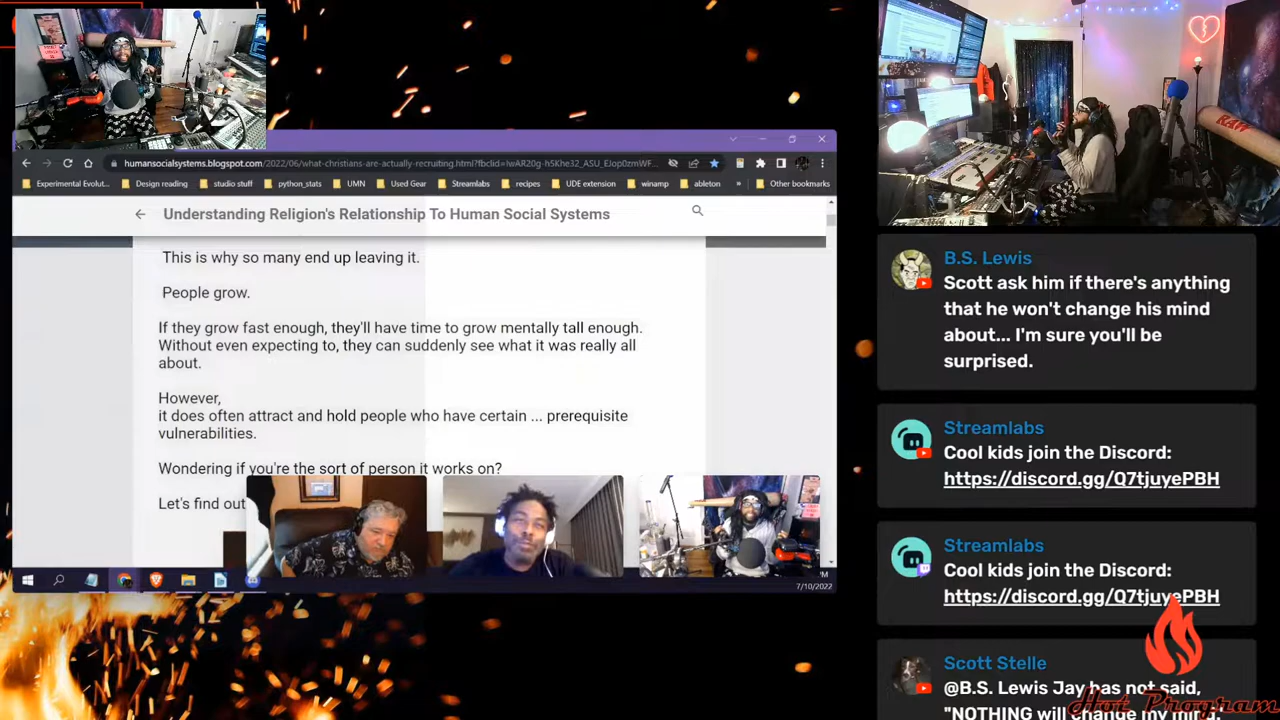 humansocialsystems.blogspot.com/2022/06/what-christians-are-actually-recruiting.html?fbclid=IwAR20g-h5Khe32_ASU_EJop0zmWF...
Experimental Evolut...
Design reading
studio stuff
python_stats
UMN
Used Gear
Streamlabs
recipes
UDE extension
winamp
ableton
»
Other bookmarks
Understanding Religion's Relationship To Human Social Systems
This is why so many end up leaving it.
People grow.
If they grow fast enough, they'll have time to grow mentally tall enough.
Without even expecting to, they can suddenly see what it was really all
about.
However,
it does often attract and hold people who have certain ... prerequisite
vulnerabilities.
Wondering if you're the sort of person it works on?
Let's find out
7/10/2022
RAW
B.S. Lewis
Scott ask him if there's anything
that he won't change his mind
about... I'm sure you'll be
surprised.
Streamlabs
Cool kids join the Discord:
https://discord.gg/Q7tjuyePBH
Streamlabs
Cool kids join the Discord:
https://discord.gg/Q7tjuyePBH
Scott Stelle
@B.S. Lewis Jay has not said,
"NOTHING will change my
Hot Program